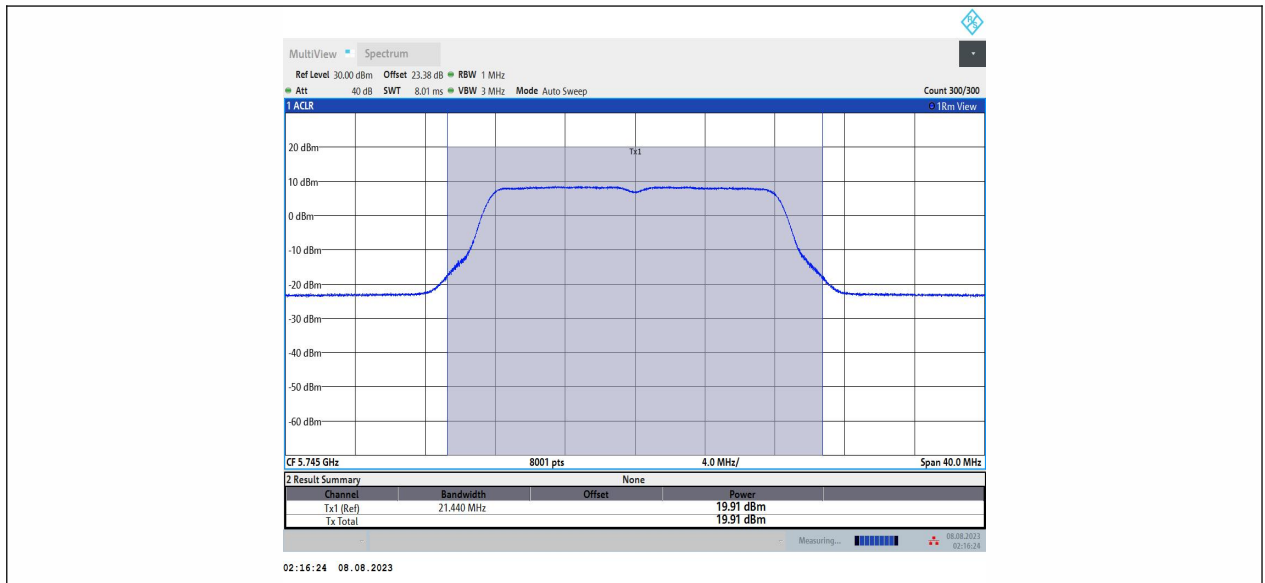 R S
MultiView Spectrum
Ref Level 30.00 dBm Offset 23.38 dB RBW 1 MHz
Att 40 dB SWT 8.01 ms VBW 3 MHz Mode Auto Sweep Count 300/300
1 ACLR 1Rm View
Tx1
20 dBm
10 dBm
0 dBm
-10 dBm
-20 dBm
-30 dBm
-40 dBm
-50 dBm
-60 dBm
CF 5.745 GHz 8001 pts 4.0 MHz/ Span 40.0 MHz
2 Result Summary None
Channel Bandwidth Offset Power
Tx1 (Ref) 21.440 MHz 19.91 dBm
Tx Total 19.91 dBm
Measuring... 08.08.2023
02:16:24
02:16:24 08.08.2023